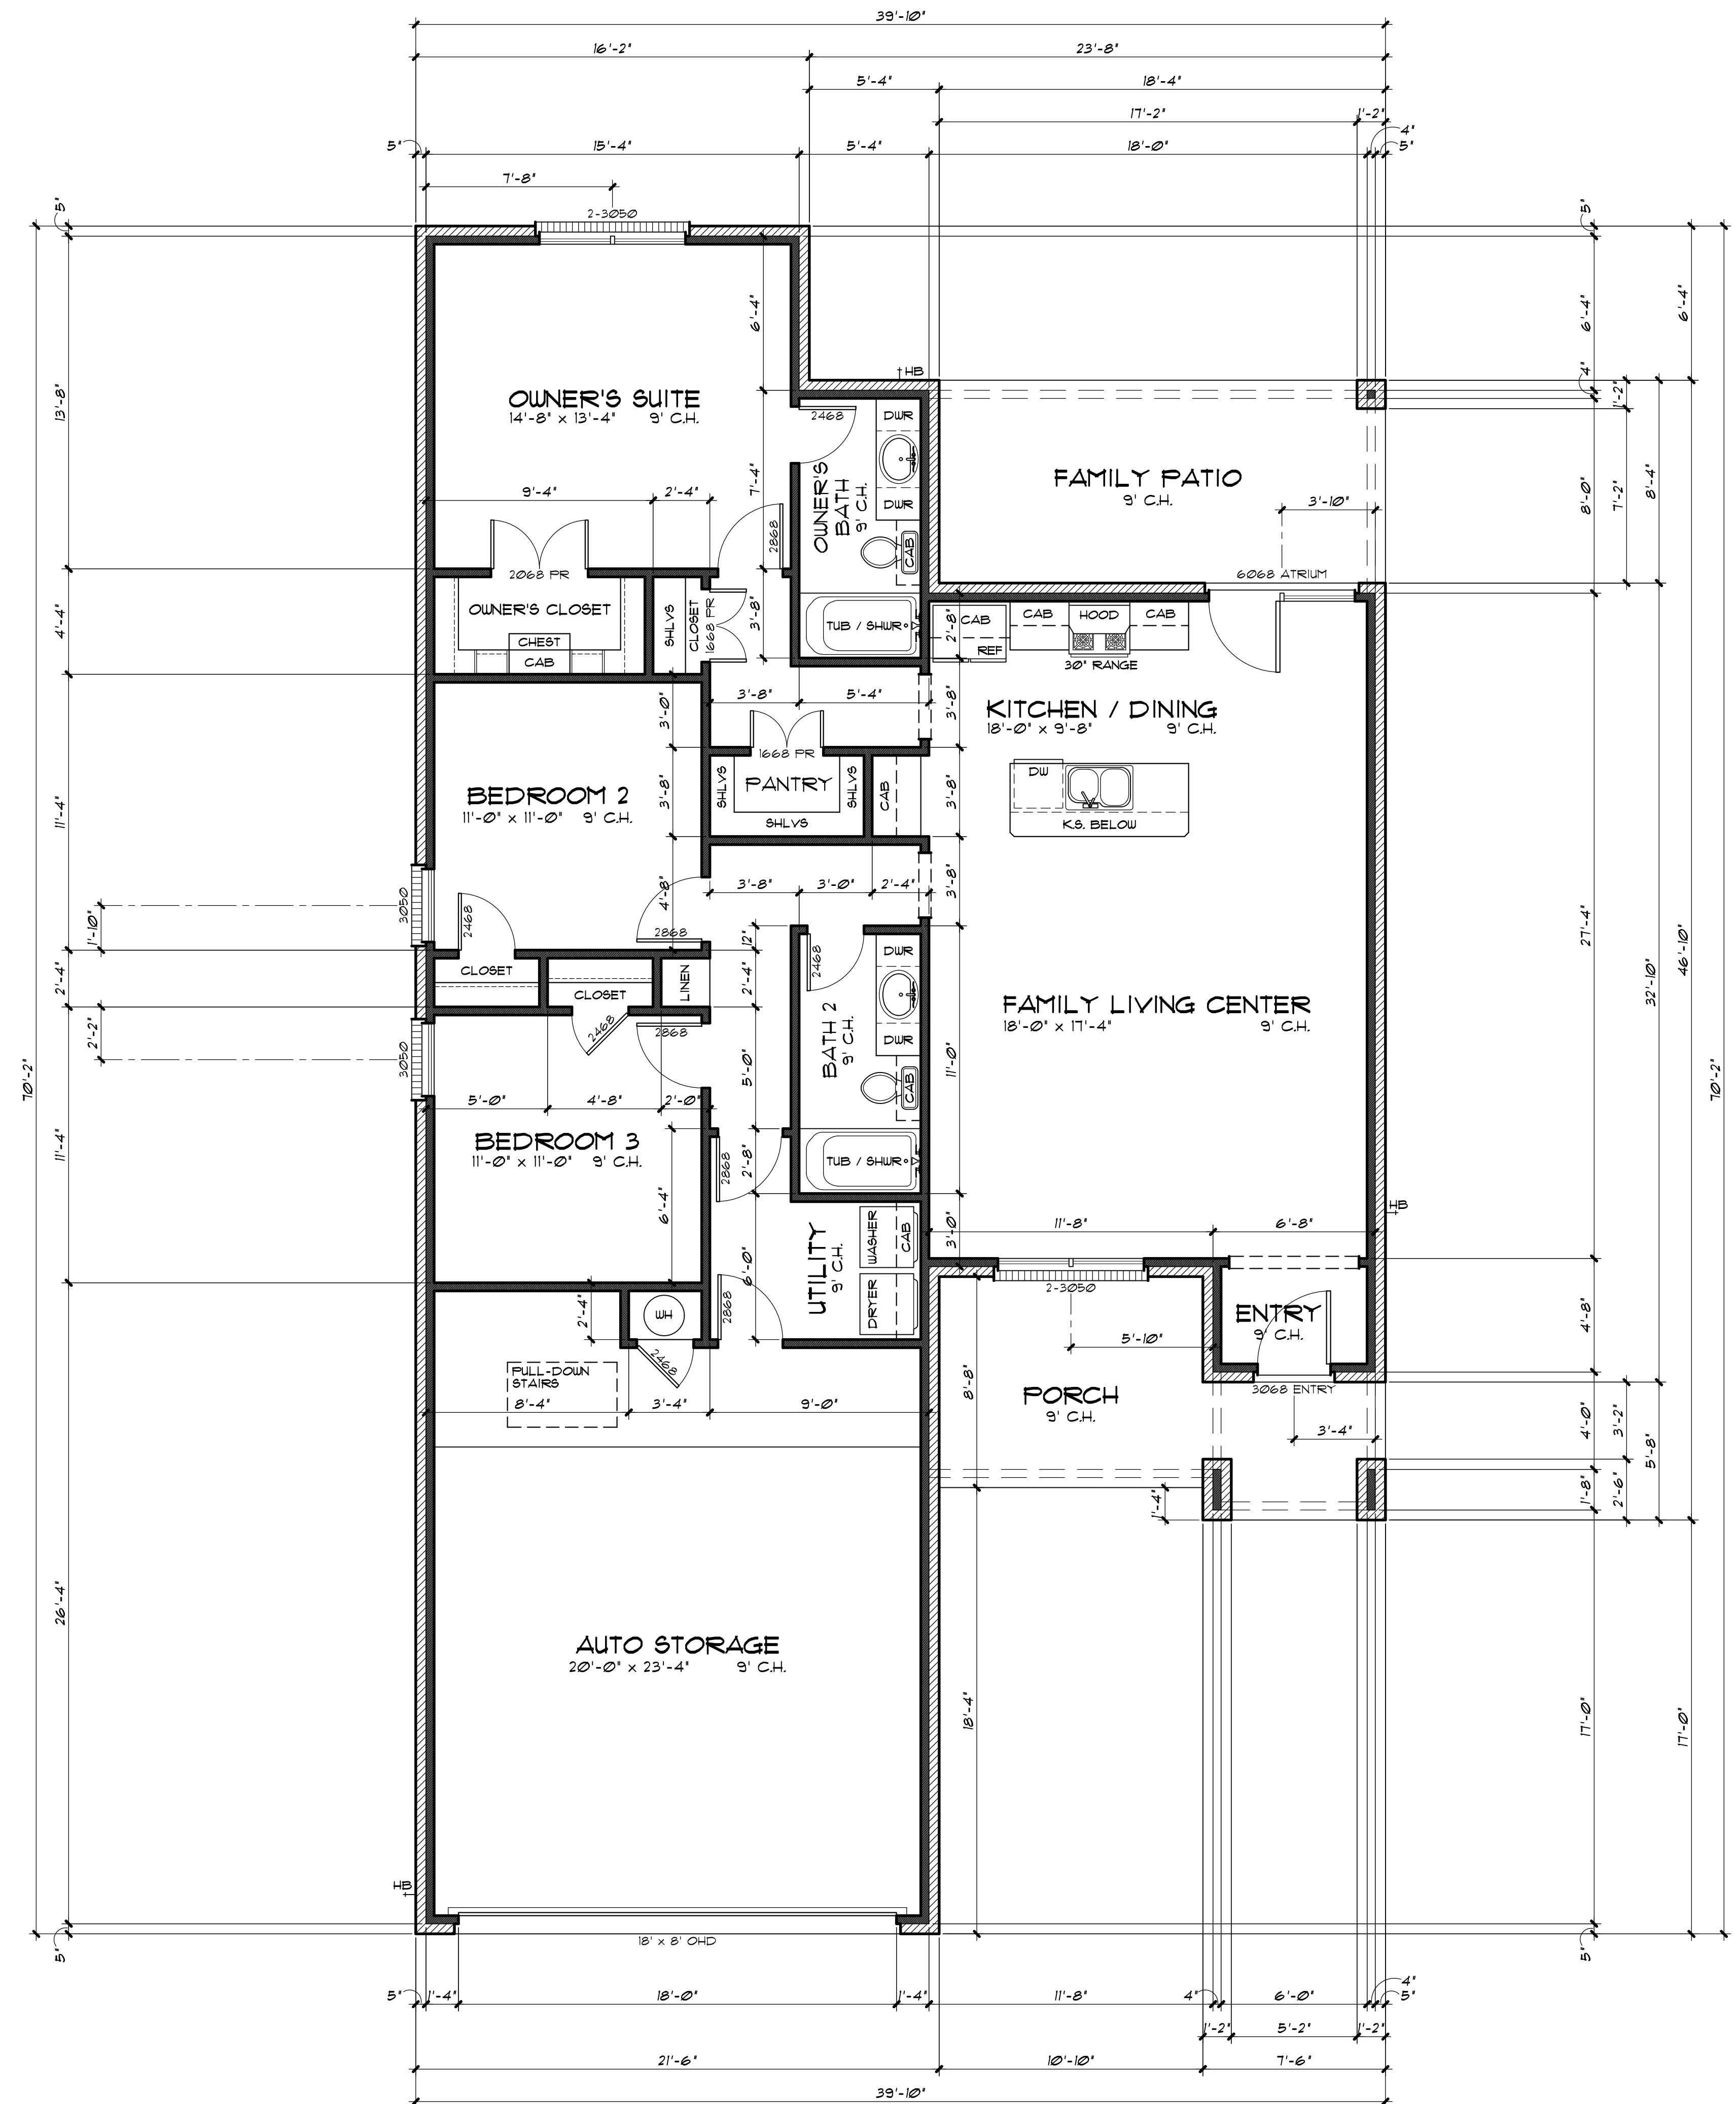 39'-10"
16'-2" 23'-8"
5'-4" 18'-4"
17'-2" 1'-2"
5" 15'-4" 5'-4" 18'-0" 4"
5"
7'-8"
2-3050
5" 5"
13'-8" 6'-4" 6'-4" 6'-4"
HB
4" 1'-2"
OWNER'S SUITE
14'-8" x 13'-4" 9' C.H.
2468 DWR
OWNER'S
BATH
9' C.H.
7'-4"
DWR
CAB
FAMILY PATIO
9' C.H.
3'-10"
8'-0" 7'-2" 8'-4"
9'-4" 2'-4"
2868
2068 PR
6068 ATRIUM
4'-4"
OWNER'S CLOSET
CHEST
CAB
SHLVS
CLOSET
1668 PR
3'-8"
TUB / SHWR
2'-8"
CAB
REF
CAB HOOD CAB
30" RANGE
3'-8" 5'-4"
3'-0"
3'-8"
KITCHEN / DINING
18'-0" x 9'-8" 9' C.H.
1668 PR
BEDROOM 2
11'-0" x 11'-0" 9' C.H.
11'-4"
3'-8"
SHLVS
PANTRY
SHLVS
SHLVS
CAB
3'-8"
DW
K.S. BELOW
3'-8" 3'-0" 2'-4"
3'-8"
4'-8"
3050
1'-10"
2468
2868
12"
27'-4"
46'-10"
32'-10"
2'-4"
CLOSET
CLOSET
LINEN
2'-4"
2468
DWR
BATH 2
9' C.H.
DWR
CAB
FAMILY LIVING CENTER
18'-0" x 17'-4" 9' C.H.
2'-2"
3050
2468
2868
5'-0"
11'-0"
70'-2"
70'-2"
5'-0" 4'-8" 2'-0"
11'-4"
BEDROOM 3
11'-0" x 11'-0" 9' C.H.
6'-4"
2868
2'-8"
TUB / SHWR
HB
UTILITY
9' C.H.
WASHER
CAB
DRYER
3'-0"
11'-8" 6'-8"
6'-0"
2-3050
2'-4"
WH
2868
2468
ENTRY
9' C.H.
4'-8"
5'-10"
3068 ENTRY
PULL-DOWN
STAIRS
8'-4" 3'-4" 9'-0"
8'-8"
PORCH
9' C.H.
3'-4"
4'-0" 3'-2" 5'-8"
1'-4"
1'-8" 2'-6"
26'-4"
AUTO STORAGE
20'-0" x 23'-4" 9' C.H.
18'-4"
17'-0" 17'-0"
HB
5"
18' x 8' OHD
5"
5" 1'-4" 18'-0" 1'-4" 11'-8" 4" 6'-0" 4"
5"
1'-2" 5'-2" 1'-2"
21'-6" 10'-10" 7'-6"
39'-10"